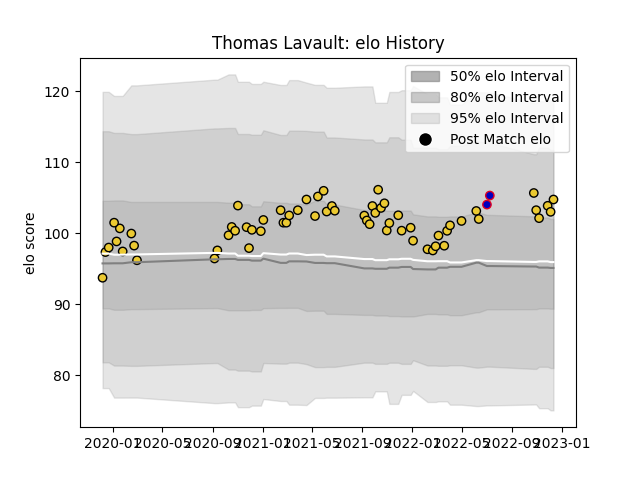 Thomas Lavault: elo History
50% elo Interval
80% elo Interval
95% elo Interval
Post Match elo
elo score
120
110
100
90
80
2020-01 2020-05 2020-09 2021-01 2021-05 2021-09 2022-01 2022-05 2022-09 2023-01